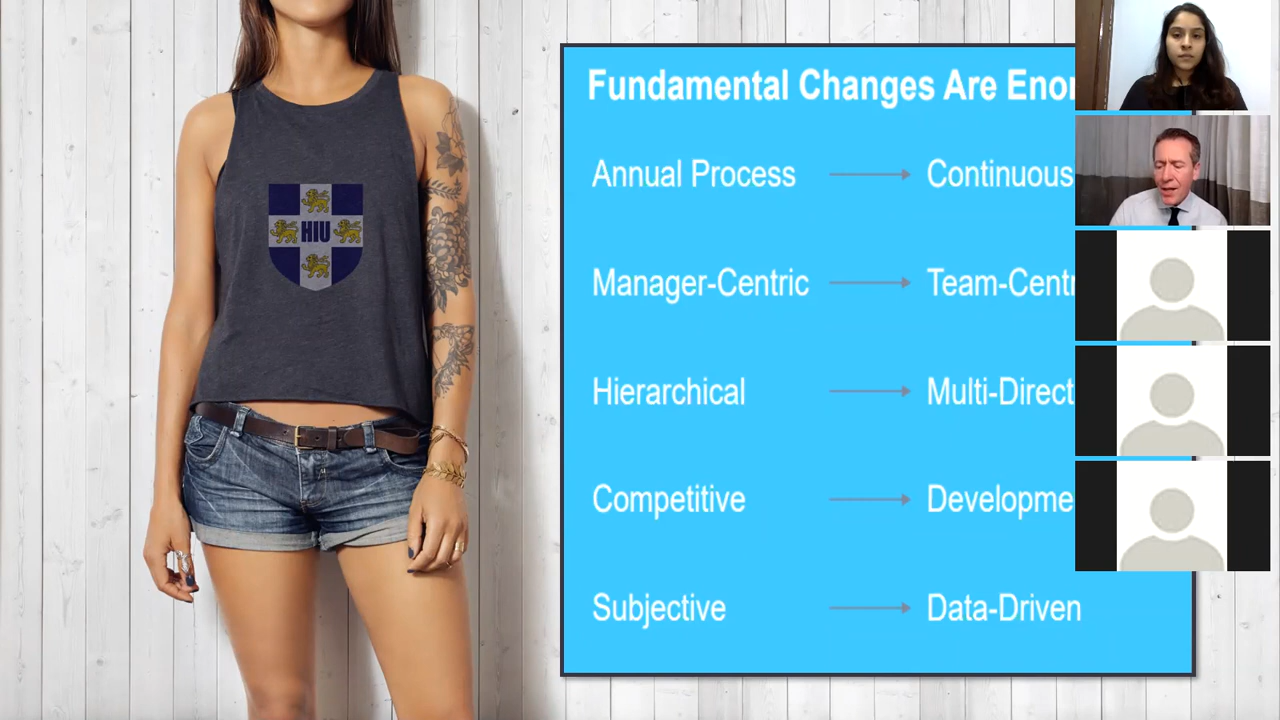 HIU
Fundamental Changes Are Enor
Annual Process
Continuous
Manager-Centric
Team-Centr
Hierarchical
Multi-Direct
Competitive
Developme
Subjective
Data-Driven